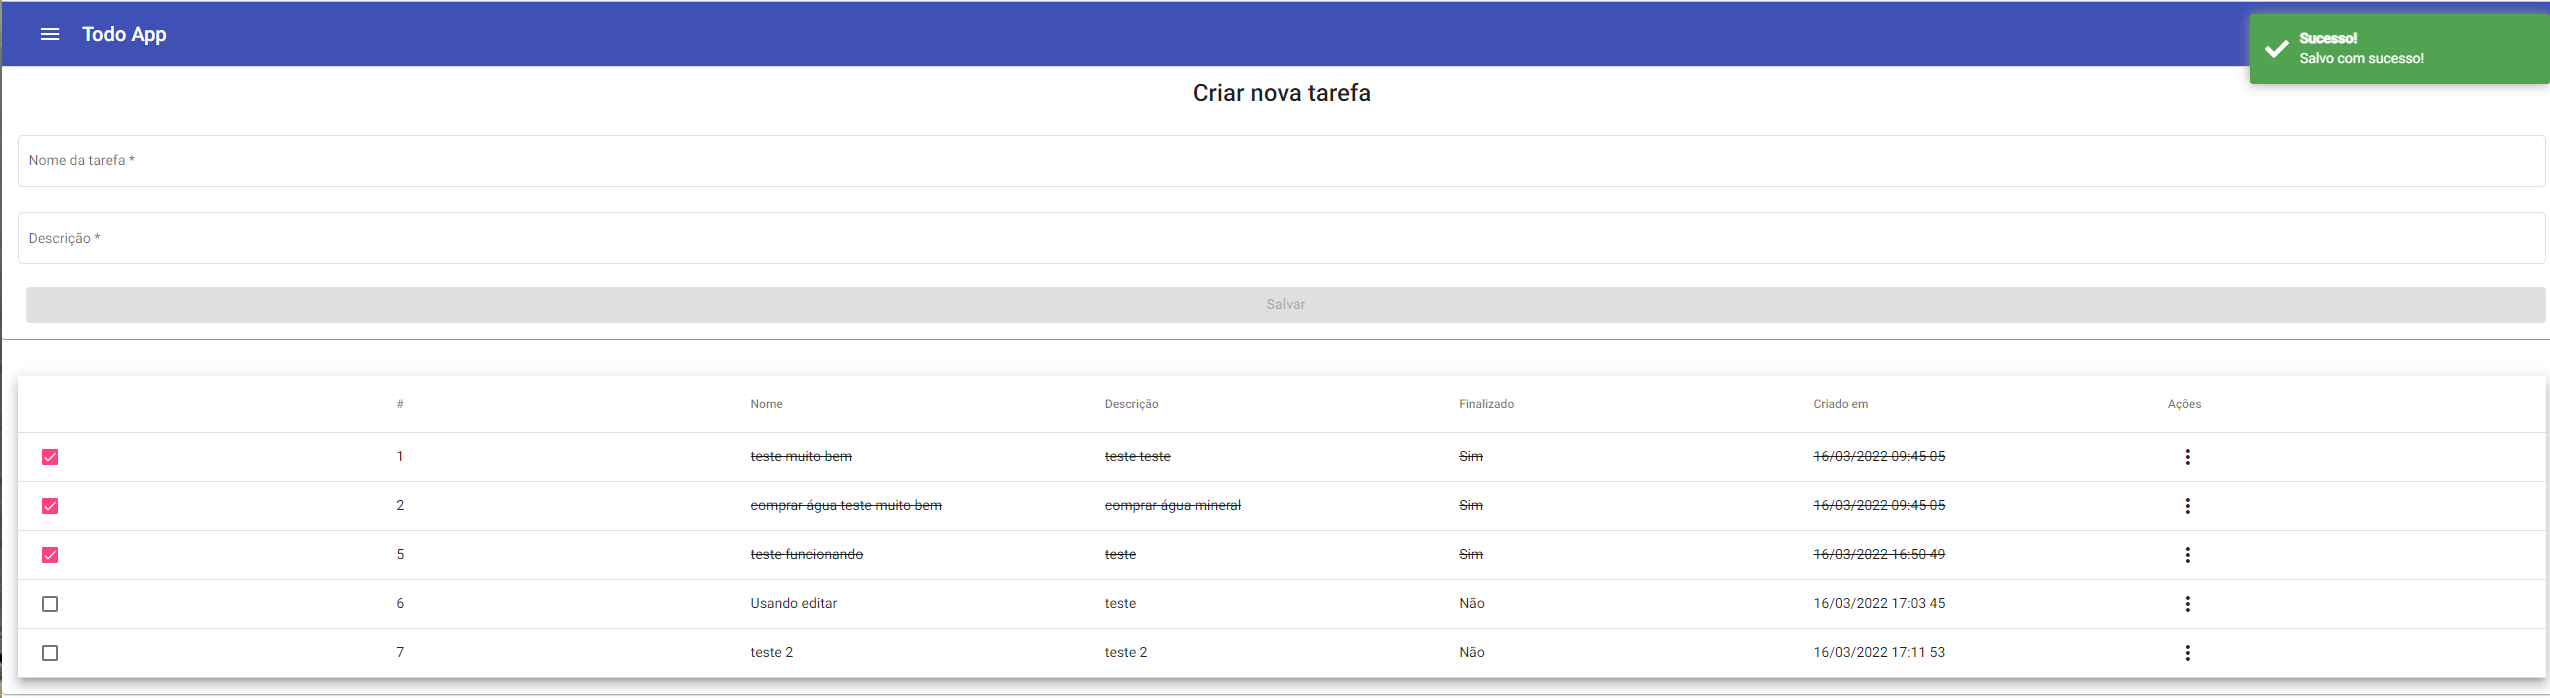 Todo App
Sucesso!
Salvo com sucesso!
Criar nova tarefa
Nome da tarefa *
Descrição *
Salvar
# Nome Descrição Finalizado Criado em Ações
1 teste muito bem teste teste Sim 16/03/2022 09:45 05
2 comprar água teste muito bem comprar água mineral Sim 16/03/2022 09:45 05
5 teste funcionando teste Sim 16/03/2022 16:50 49
6 Usando editar teste Não 16/03/2022 17:03 45
7 teste 2 teste 2 Não 16/03/2022 17:11 53